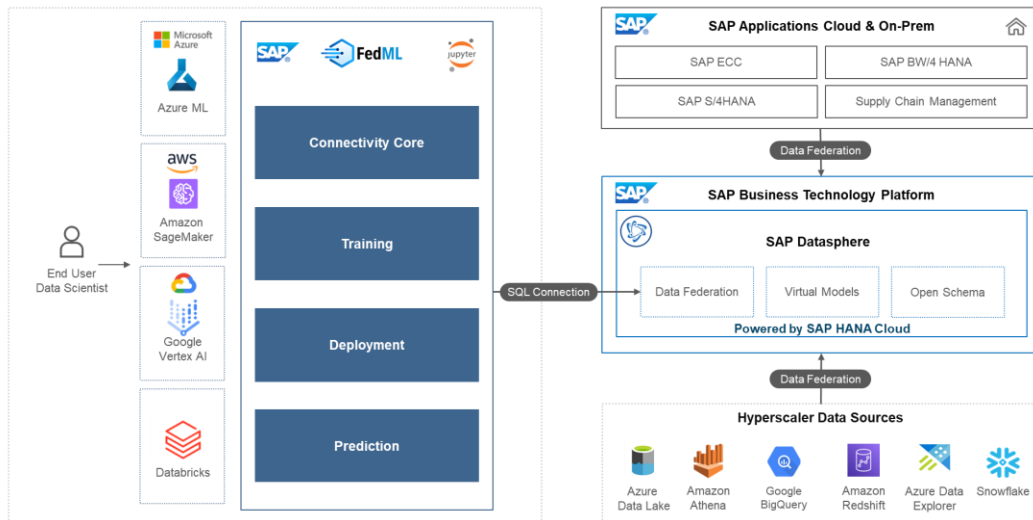 Microsoft
Azure
Azure ML
aws
Amazon
SageMaker
Google
Vertex AI
Databricks
End User
Data Scientist
SAP
FedML
jupyter
Connectivity Core
Training
Deployment
Prediction
SQL Connection
SAP
SAP Applications Cloud & On-Prem
SAP ECC
SAP BW/4 HANA
SAP S/4HANA
Supply Chain Management
Data Federation
SAP
SAP Business Technology Platform
SAP Datasphere
Data Federation
Virtual Models
Open Schema
Powered by SAP HANA Cloud
Data Federation
Hyperscaler Data Sources
Azure
Data Lake
Amazon
Athena
Google
BigQuery
Amazon
Redshift
Azure Data
Explorer
Snowflake